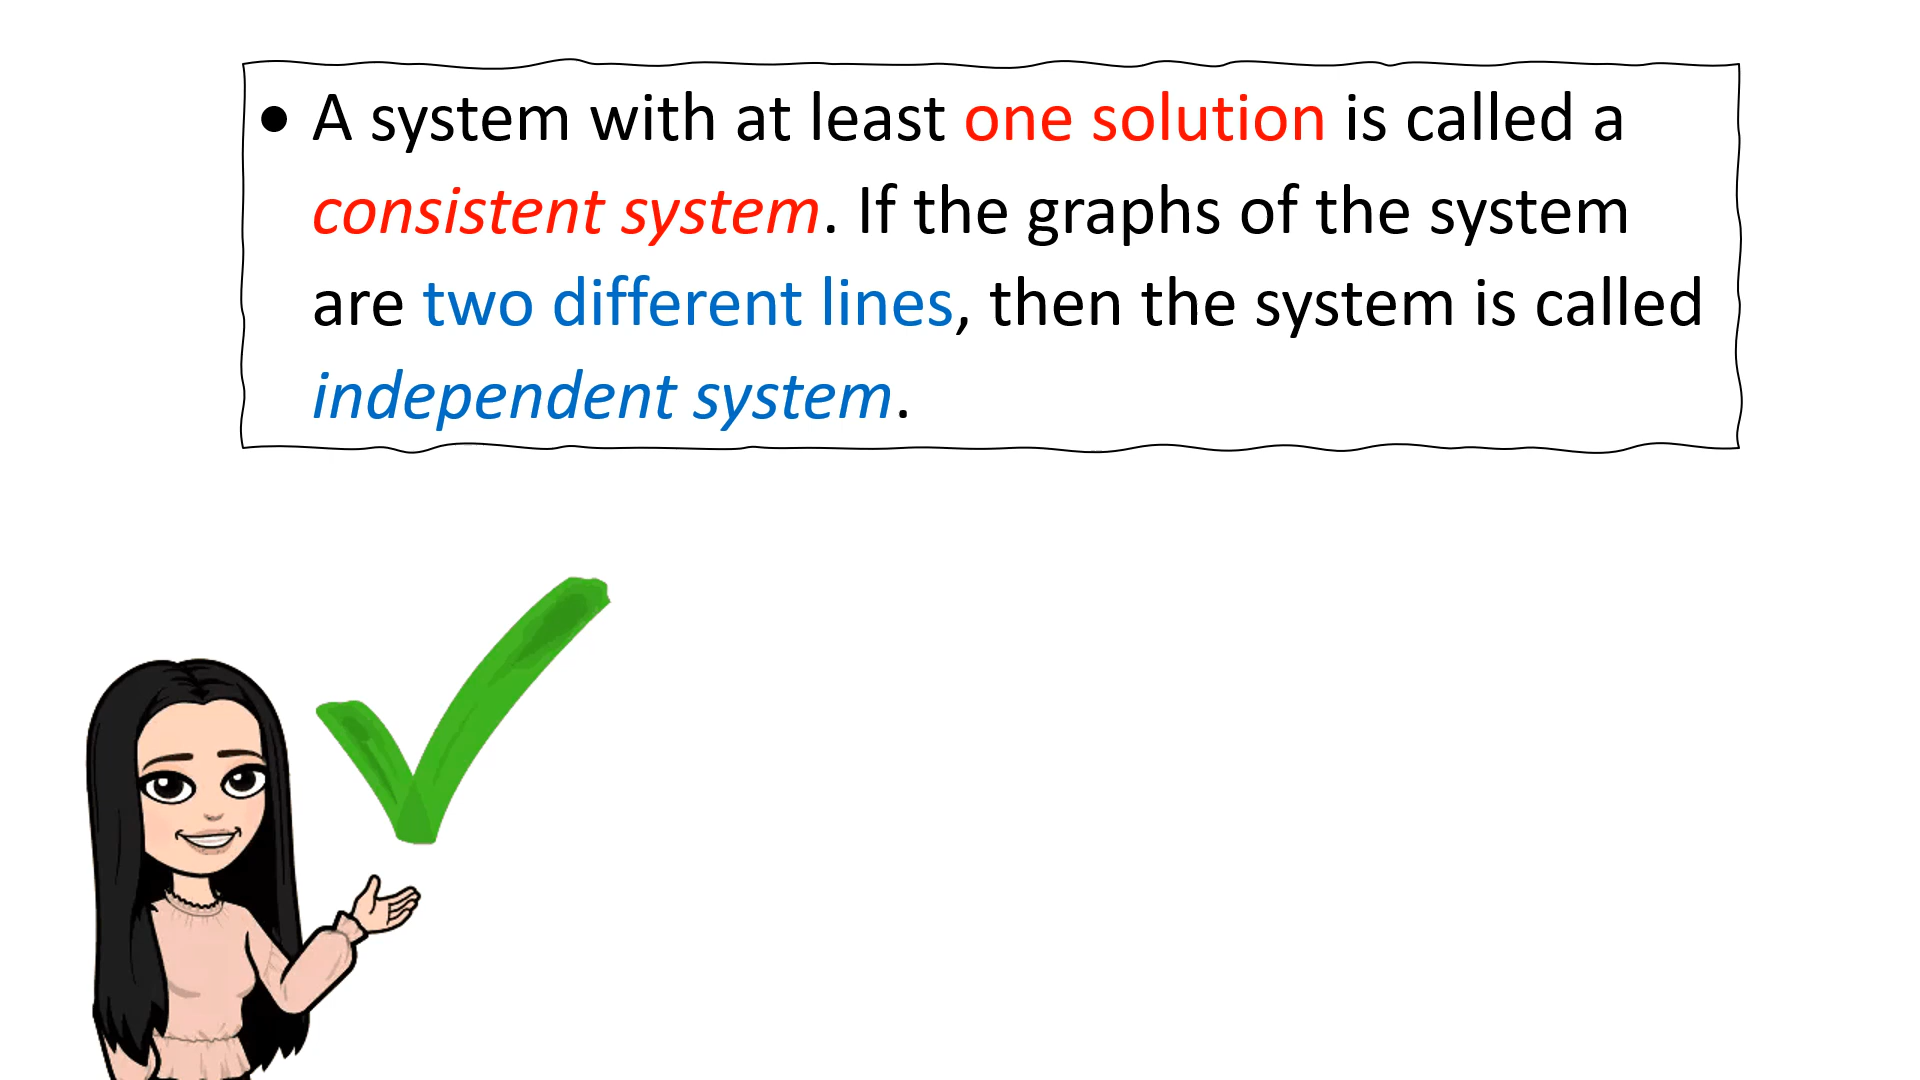 • A system with at least one solution is called a
consistent system. If the graphs of the system
are two different lines, then the system is called
independent system.